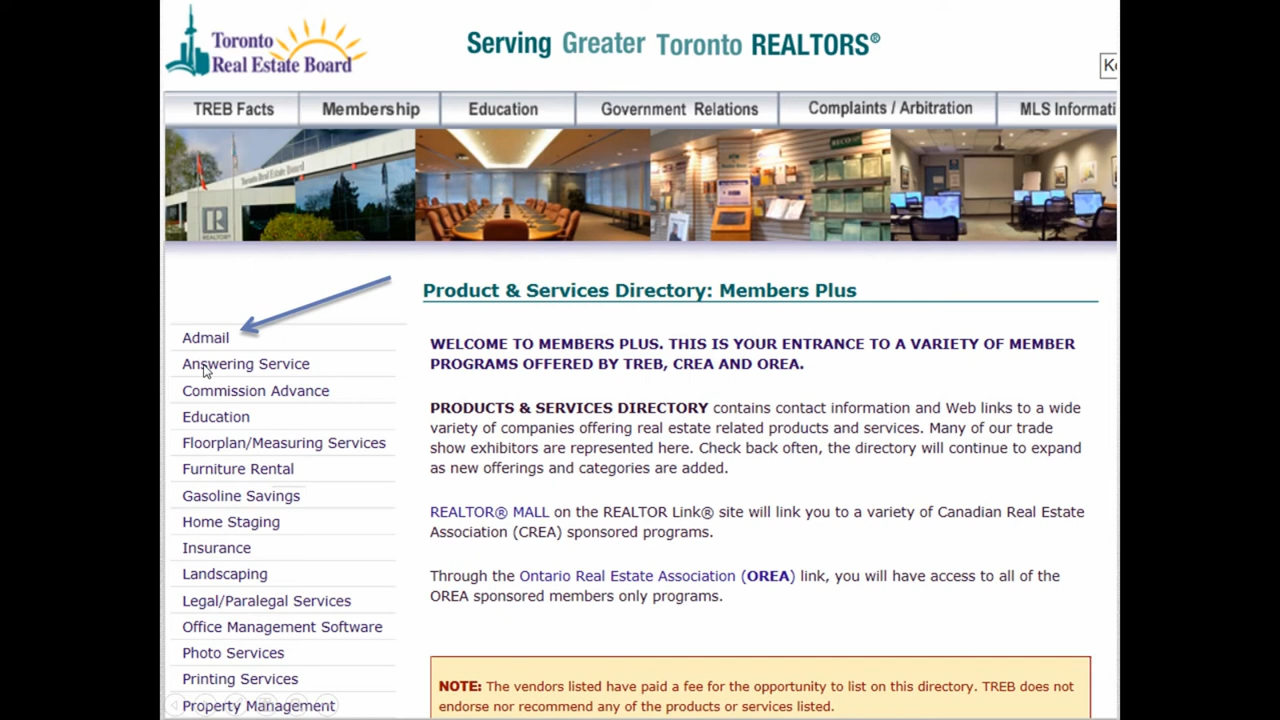 Toronto
Real Estate Board
Serving Greater Toronto REALTORS®
TREB Facts
Membership
Education
Government Relations
Complaints / Arbitration
MLS Informati
Toronto Real Estate Board
REALTOR®
RECO
Product & Services Directory: Members Plus
Admail
Answering Service
Commission Advance
Education
Floorplan/Measuring Services
Furniture Rental
Gasoline Savings
Home Staging
Insurance
Landscaping
Legal/Paralegal Services
Office Management Software
Photo Services
Printing Services
Property Management
WELCOME TO MEMBERS PLUS. THIS IS YOUR ENTRANCE TO A VARIETY OF MEMBER
PROGRAMS OFFERED BY TREB, CREA AND OREA.
PRODUCTS & SERVICES DIRECTORY contains contact information and Web links to a wide
variety of companies offering real estate related products and services. Many of our trade
show exhibitors are represented here. Check back often, the directory will continue to expand
as new offerings and categories are added.
REALTOR® MALL on the REALTOR Link® site will link you to a variety of Canadian Real Estate
Association (CREA) sponsored programs.
Through the Ontario Real Estate Association (OREA) link, you will have access to all of the
OREA sponsored members only programs.
NOTE: The vendors listed have paid a fee for the opportunity to list on this directory. TREB does not
endorse nor recommend any of the products or services listed.